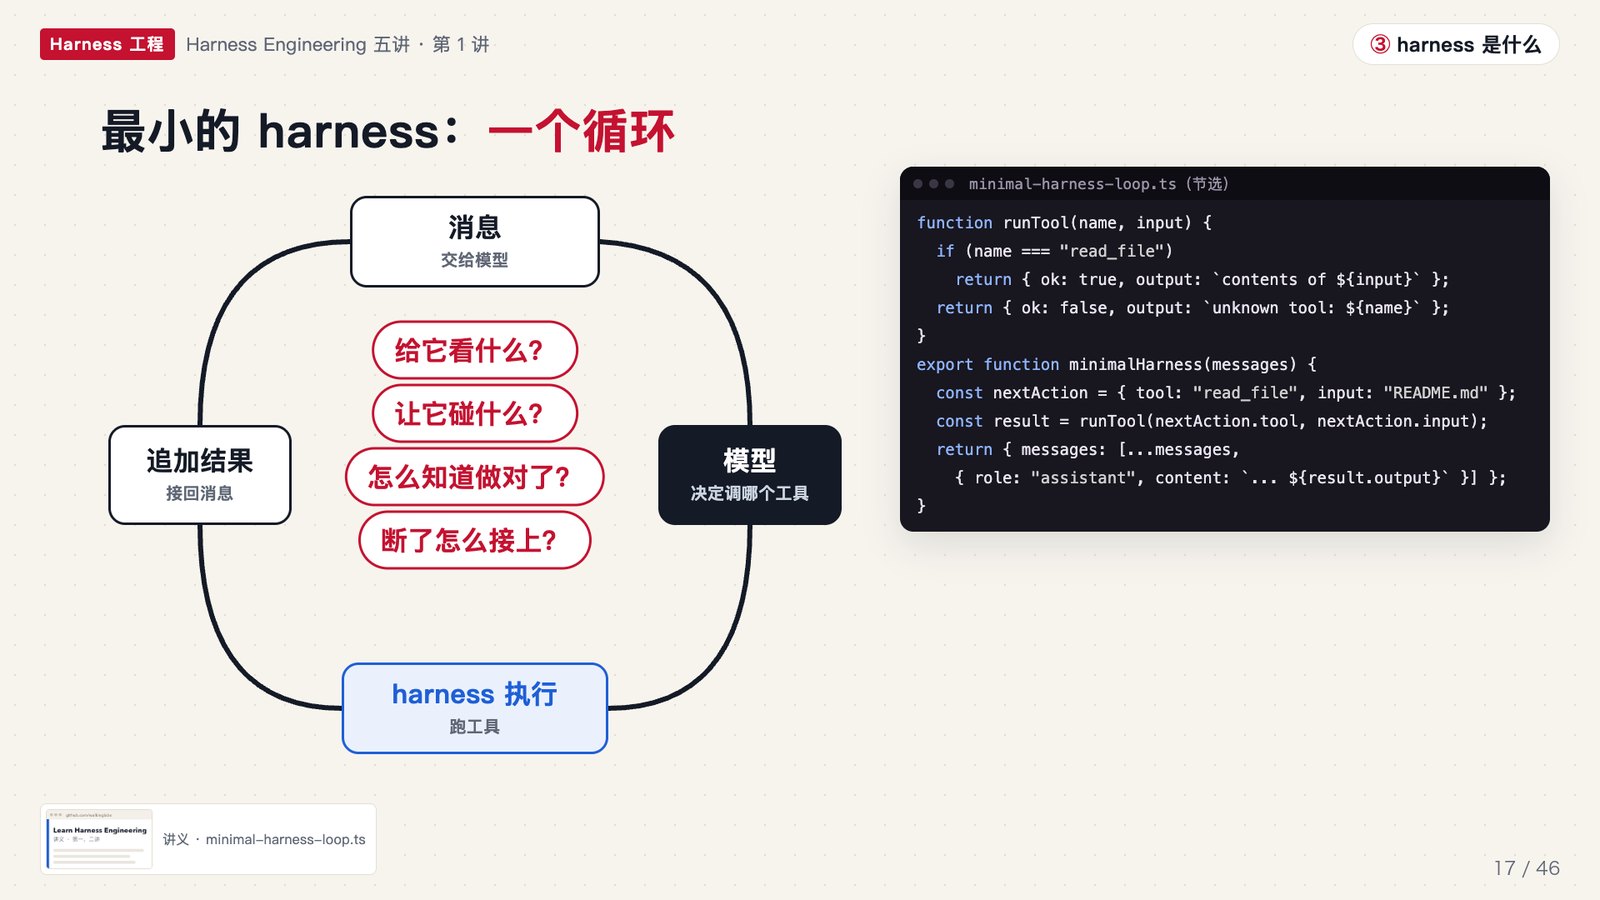 Harness 工程
Harness Engineering 五讲 · 第 1 讲
③ harness 是什么
最小的 harness：一个循环
消息
交给模型
给它看什么？
让它碰什么？
怎么知道做对了？
断了怎么接上？
追加结果
接回消息
模型
决定调哪个工具
harness 执行
跑工具
minimal-harness-loop.ts (节选)
function runTool(name, input) {
  if (name === "read_file")
    return { ok: true, output: `contents of ${input}` };
  return { ok: false, output: `unknown tool: ${name}` };
}
export function minimalHarness(messages) {
  const nextAction = { tool: "read_file", input: "README.md" };
  const result = runTool(nextAction.tool, nextAction.input);
  return { messages: [...messages,
    { role: "assistant", content: `... ${result.output}` }] };
}
Learn Harness Engineering
讲义 · minimal-harness-loop.ts
17 / 46